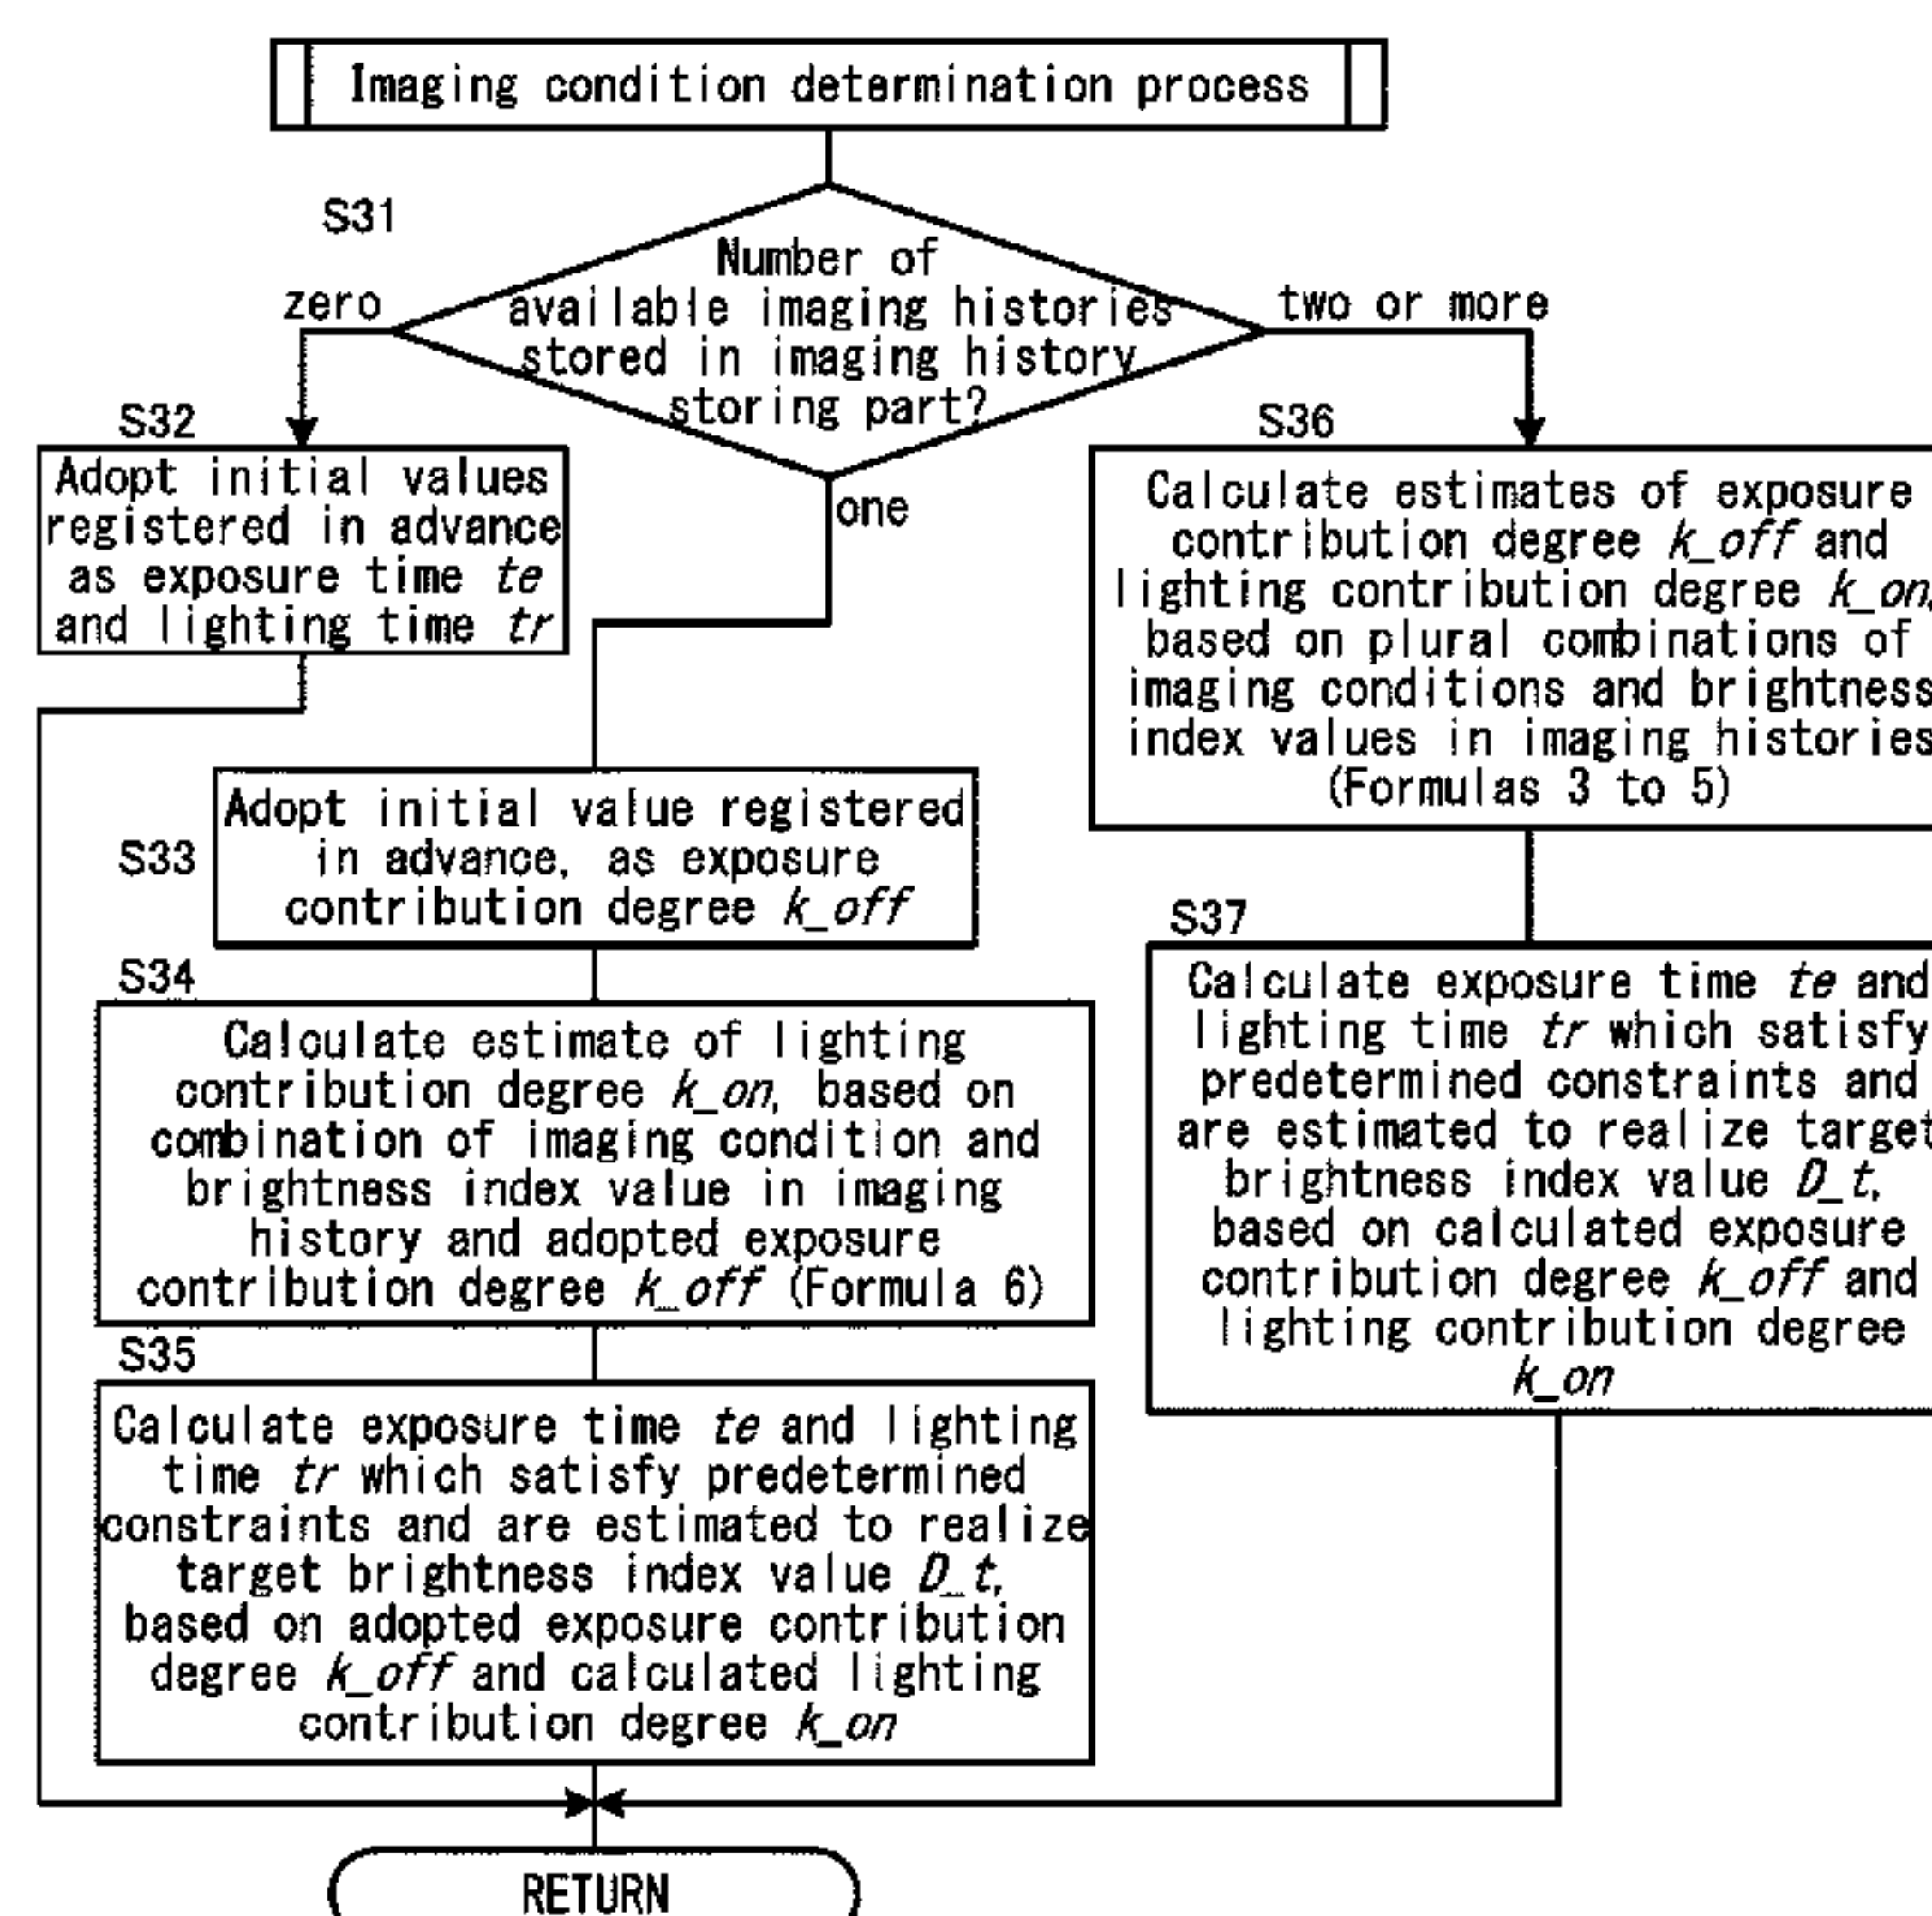 Imaging condition determination process
S31
Number of
available imaging histories
stored in imaging history
storing part?
zero
two or more
one
S32
Adopt initial values
registered in advance
as exposure time te
and lighting time tr
S33
Adopt initial value registered
in advance, as exposure
contribution degree k_off
S34
Calculate estimate of lighting
contribution degree k_on, based on
combination of imaging condition and
brightness index value in imaging
history and adopted exposure
contribution degree k_off (Formula 6)
S35
Calculate exposure time te and lighting
time tr which satisfy predetermined
constraints and are estimated to realize
target brightness index value D_t,
based on adopted exposure contribution
degree k_off and calculated lighting
contribution degree k_on
S36
Calculate estimates of exposure
contribution degree k_off and
lighting contribution degree k_on,
based on plural combinations of
imaging conditions and brightness
index values in imaging histories
(Formulas 3 to 5)
S37
Calculate exposure time te and
lighting time tr which satisfy
predetermined constraints and
are estimated to realize target
brightness index value D_t,
based on calculated exposure
contribution degree k_off and
lighting contribution degree
k_on
RETURN